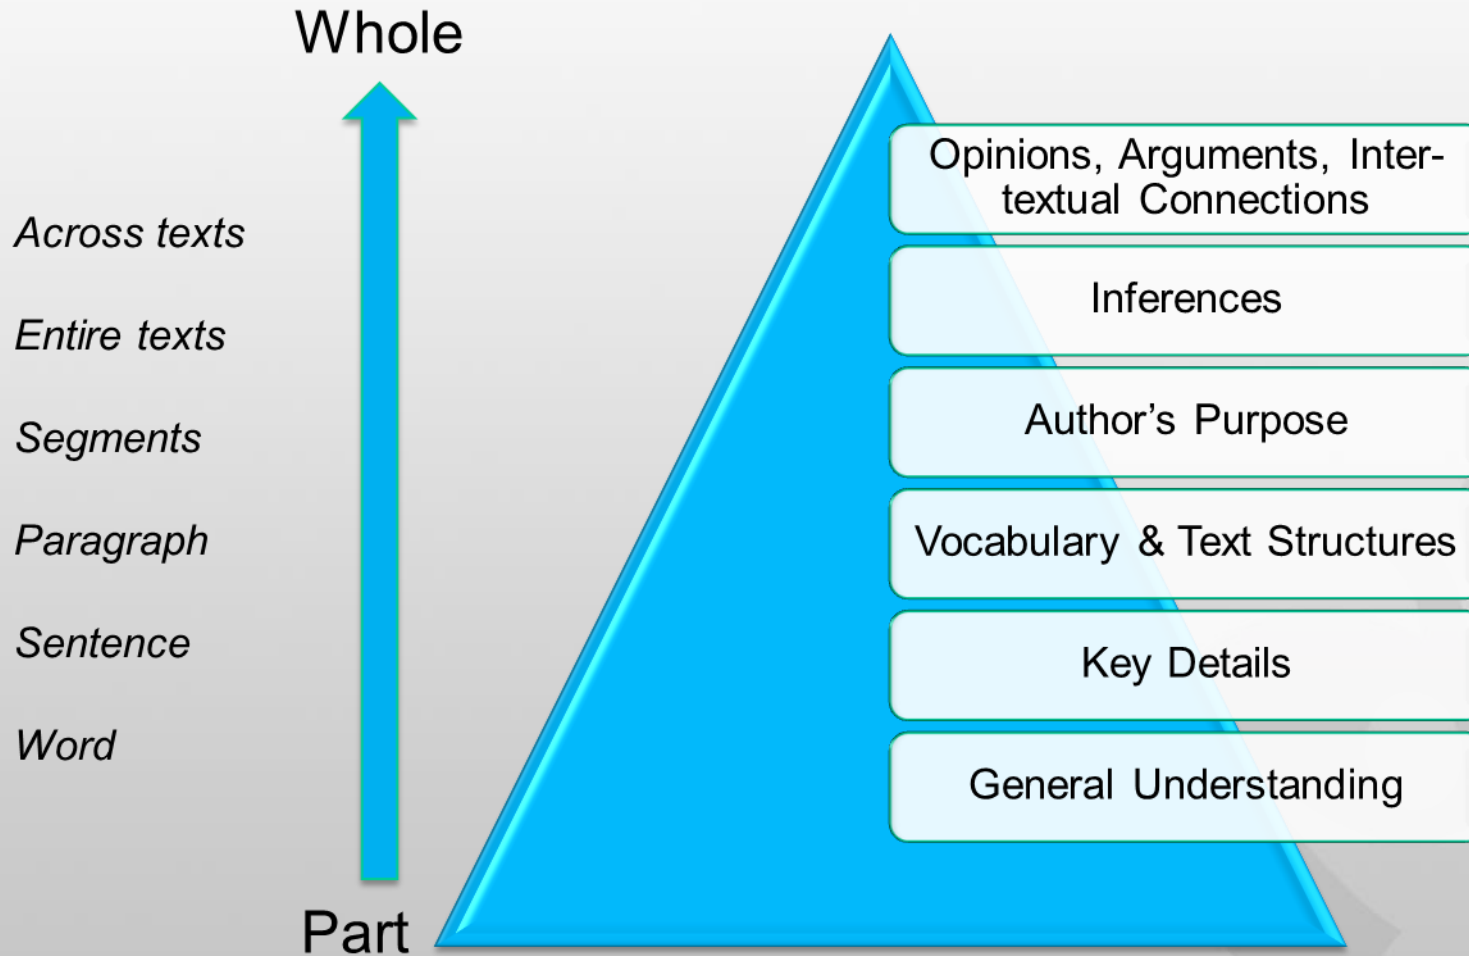 Whole
Across texts
Entire texts
Segments
Paragraph
Sentence
Word
Part
Opinions, Arguments, Inter-
textual Connections
Inferences
Author’s Purpose
Vocabulary & Text Structures
Key Details
General Understanding